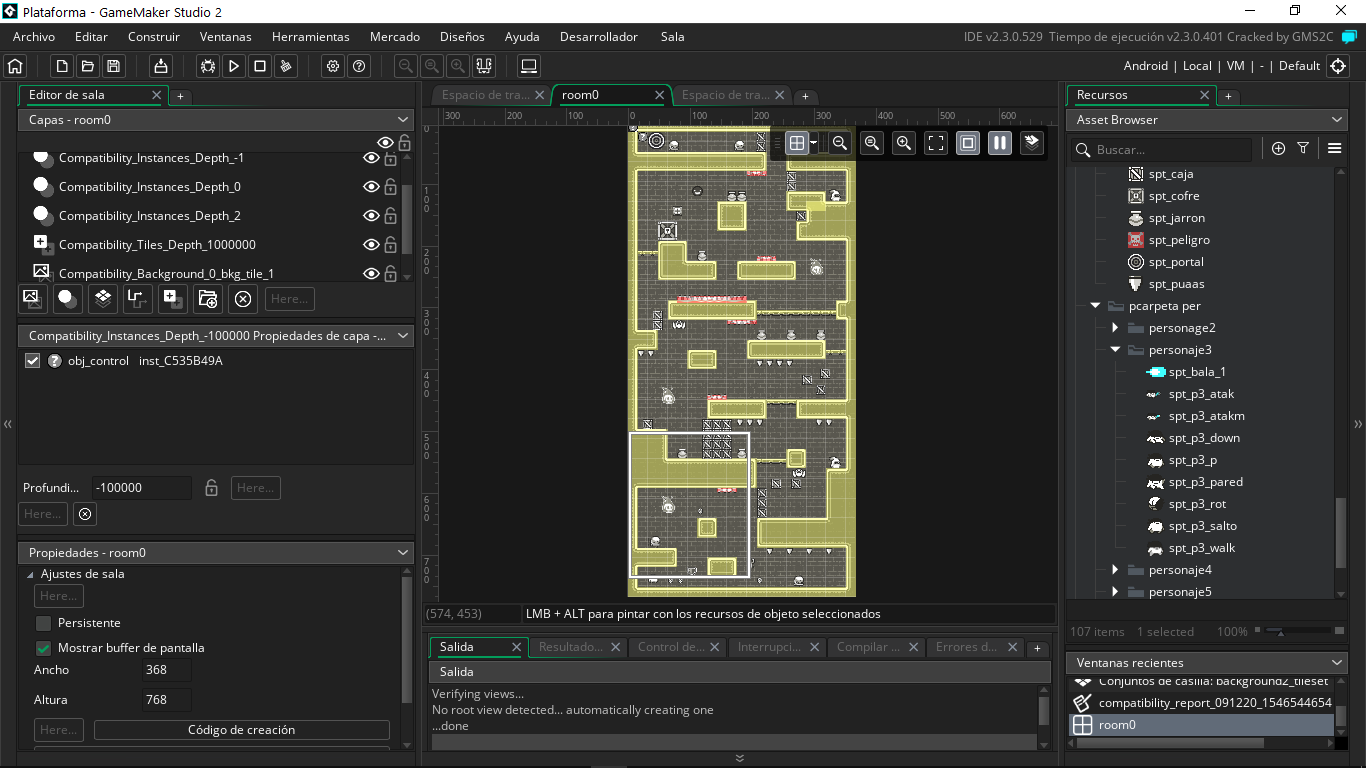 Plataforma - GameMaker Studio 2
Archivo Editar Construir Ventanas Herramientas Mercado Diseños Ayuda Desarrollador Sala
IDE v2.3.0.529 Tiempo de ejecución v2.3.0.401 Cracked by GMS2C
Android | Local | VM | - | Default
Editor de sala
Capas - room0
Compatibility_Instances_Depth_-1
Compatibility_Instances_Depth_0
Compatibility_Instances_Depth_2
Compatibility_Tiles_Depth_1000000
Compatibility_Background_0_bkg_tile_1
Here...
Compatibility_Instances_Depth_-100000 Propiedades de capa -...
obj_control inst_C535B49A
Profundi... -100000 Here...
Here...
Propiedades - room0
Ajustes de sala
Here...
Persistente
Mostrar buffer de pantalla
Ancho 368
Altura 768
Here... Código de creación
Espacio de tra... room0 Espacio de tra...
300 200 100 0 100 200 300 400 500 600
0
100
200
300
400
500
600
700
(574, 453) LMB + ALT para pintar con los recursos de objeto seleccionados
Salida Resultado... Control de... Interrupci... Compilar ... Errores d...
Salida
Verifying views...
No root view detected... automatically creating one
...done
Recursos
Asset Browser
Buscar...
spt_caja
spt_cofre
spt_jarron
spt_peligro
spt_portal
spt_puaas
pcarpeta per
personage2
personaje3
spt_bala_1
spt_p3_atak
spt_p3_atakm
spt_p3_down
spt_p3_p
spt_p3_pared
spt_p3_rot
spt_p3_salto
spt_p3_walk
personaje4
personaje5
107 items 1 selected 100%
Ventanas recientes
Conjuntos de casilla: background2_tileset
compatibility_report_091220_1546544654
room0